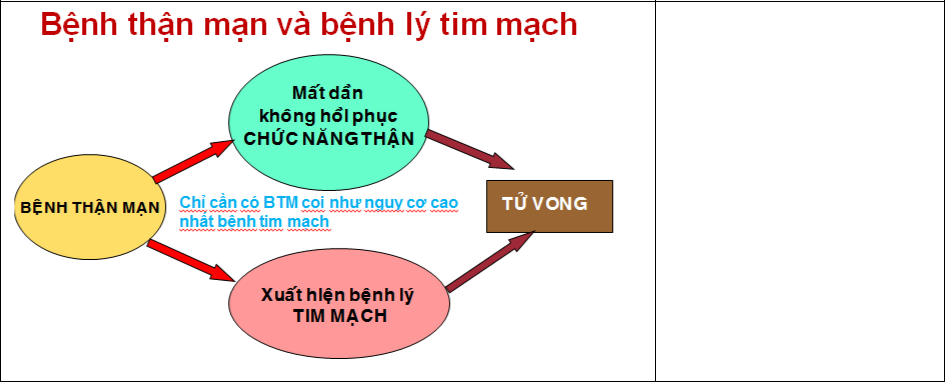 Bệnh thận mạn và bệnh lý tim mạch
Mất dần
không hồi phục
CHỨC NĂNG THẬN
BỆNH THẬN MẠN
Chỉ cần có BTM coi như nguy cơ cao
nhất bệnh tim mạch
TỬ VONG
Xuất hiện bệnh lý
TIM MẠCH